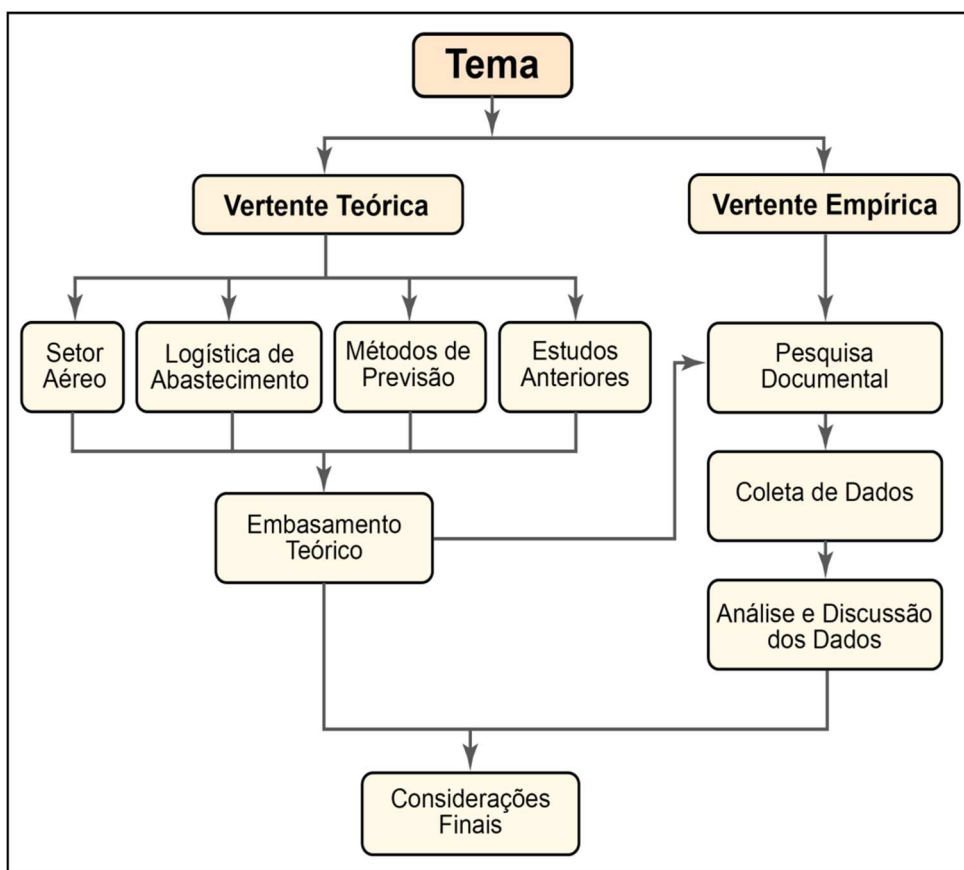 Tema
Vertente Teórica
Vertente Empírica
Setor
Aéreo
Logística de
Abastecimento
Métodos de
Previsão
Estudos
Anteriores
Pesquisa
Documental
Embasamento
Teórico
Coleta de Dados
Análise e Discussão
dos Dados
Considerações
Finais